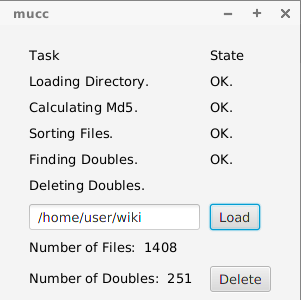 mucc
Task State
Loading Directory. OK.
Calculating Md5. OK.
Sorting Files. OK.
Finding Doubles. OK.
Deleting Doubles.
/home/user/wiki Load
Number of Files: 1408
Number of Doubles: 251 Delete